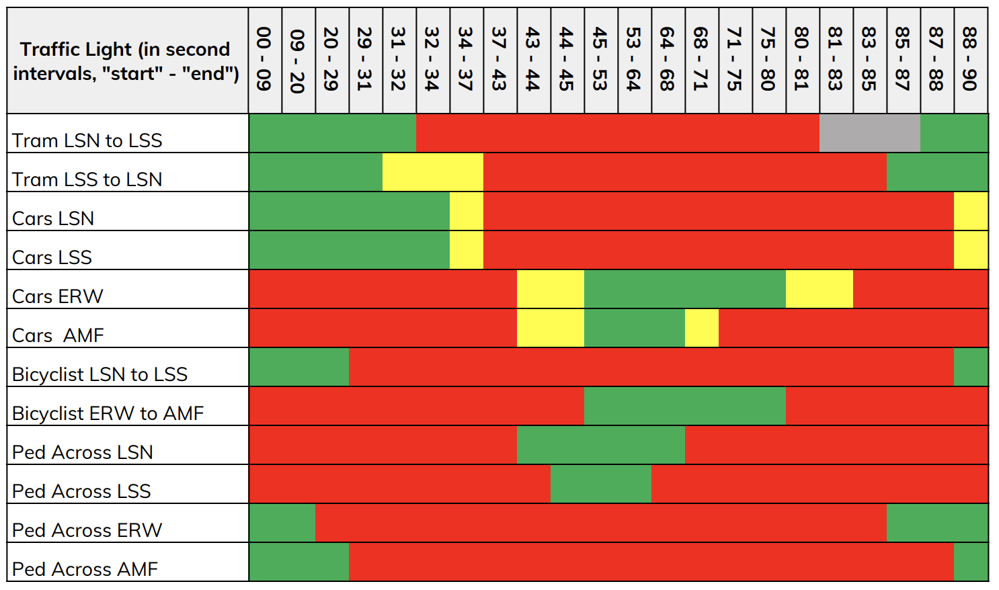 Traffic Light (in second
intervals, "start" - "end")
00 - 09
09 - 20
20 - 29
29 - 31
31 - 32
32 - 34
34 - 37
37 - 43
43 - 44
44 - 45
45 - 53
53 - 64
64 - 68
68 - 71
71 - 75
75 - 80
80 - 81
81 - 83
83 - 85
85 - 87
87 - 88
88 - 90
Tram LSN to LSS
Tram LSS to LSN
Cars LSN
Cars LSS
Cars ERW
Cars  AMF
Bicyclist LSN to LSS
Bicyclist ERW to AMF
Ped Across LSN
Ped Across LSS
Ped Across ERW
Ped Across AMF